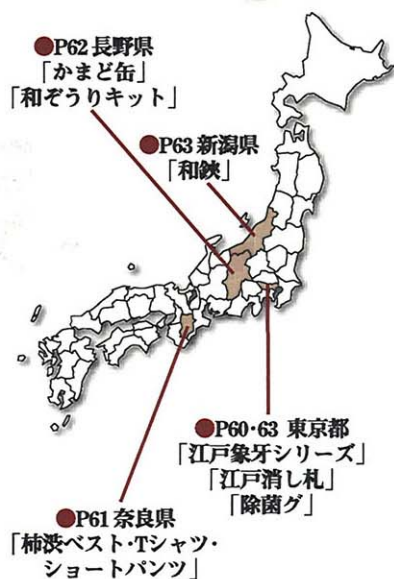 ●P62 長野県
「かまど缶」
「和ぞうりキット」
●P63 新潟県
「和鋏」
●P60・63 東京都
「江戸象牙シリーズ」
「江戸消し札」
「除菌グ」
●P61 奈良県
「柿渋ベスト・Tシャツ・
ショートパンツ」